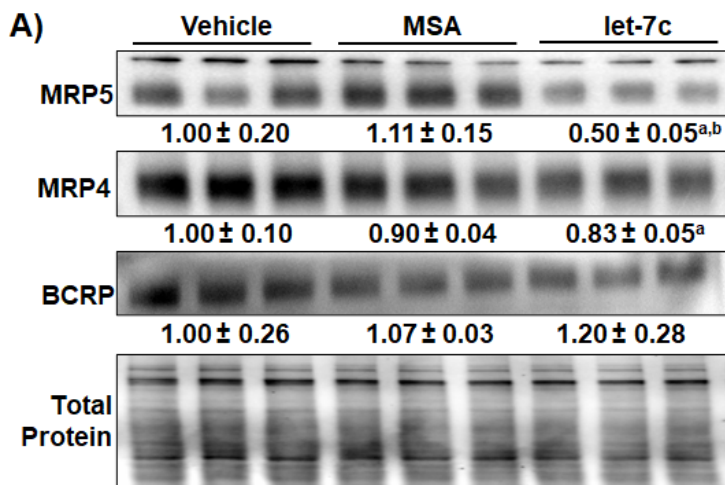 A)
Vehicle MSA let-7c
MRP5
1.00 ± 0.20 1.11 ± 0.15 0.50 ± 0.05a,b
MRP4
1.00 ± 0.10 0.90 ± 0.04 0.83 ± 0.05a
BCRP
1.00 ± 0.26 1.07 ± 0.03 1.20 ± 0.28
Total
Protein